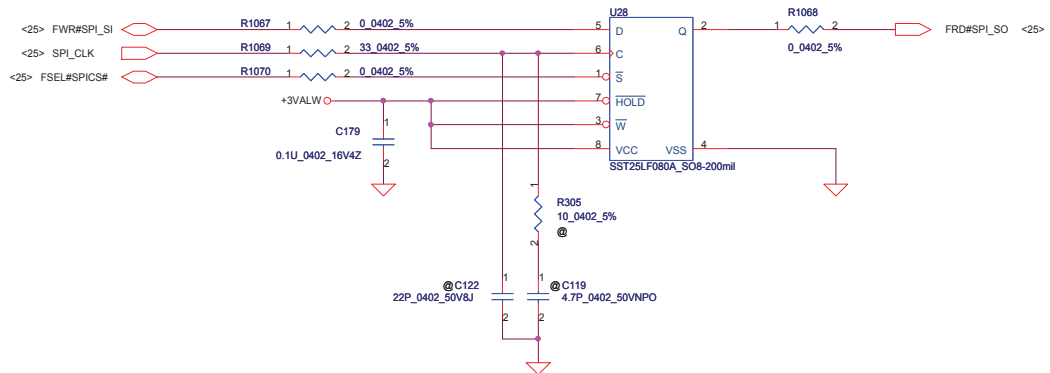 U28
<25> FWR#SPI_SI R1067 1 2 0_0402_5% 5 D Q 2 R1068 1 2 0_0402_5% FRD#SPI_SO <25>
<25> SPI_CLK R1069 1 2 33_0402_5% 6 C
<25> FSEL#SPICS# R1070 1 2 0_0402_5% 1 S
+3VALW 7 HOLD
3 W
8 VCC VSS 4
SST25LF080A_SO8-200mil
1
C179
0.1U_0402_16V4Z
2
1
R305
10_0402_5%
@
2
1
@C122
22P_0402_50V8J
2
1
@C119
4.7P_0402_50VNPO
2